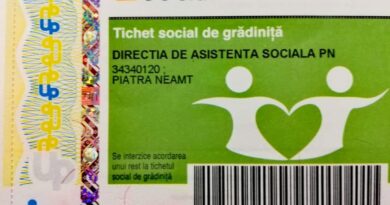 Tichet social de grădiniță
DIRECTIA DE ASISTENTA SOCIALA PN
34340120 ;
PIATRA NEAMT
Se interzice acordarea
unui rest la tichetul
social de grădiniță